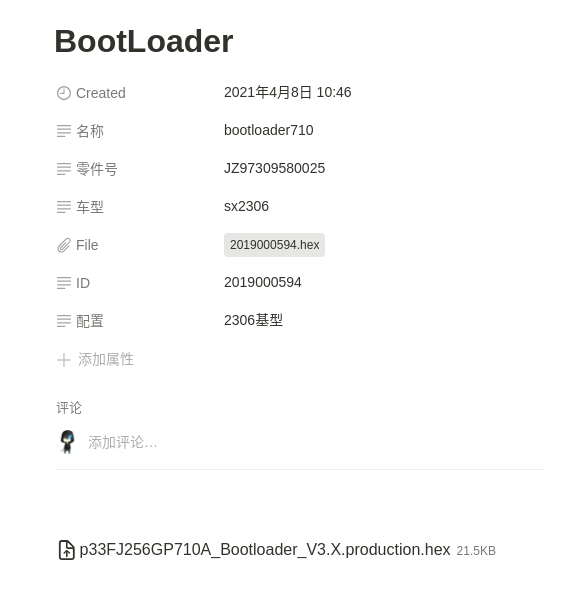 BootLoader
Created 2021年4月8日 10:46
名称 bootloader710
零件号 JZ97309580025
车型 sx2306
File 2019000594.hex
ID 2019000594
配置 2306基型
添加属性
评论
添加评论…
p33FJ256GP710A_Bootloader_V3.X.production.hex 21.5KB